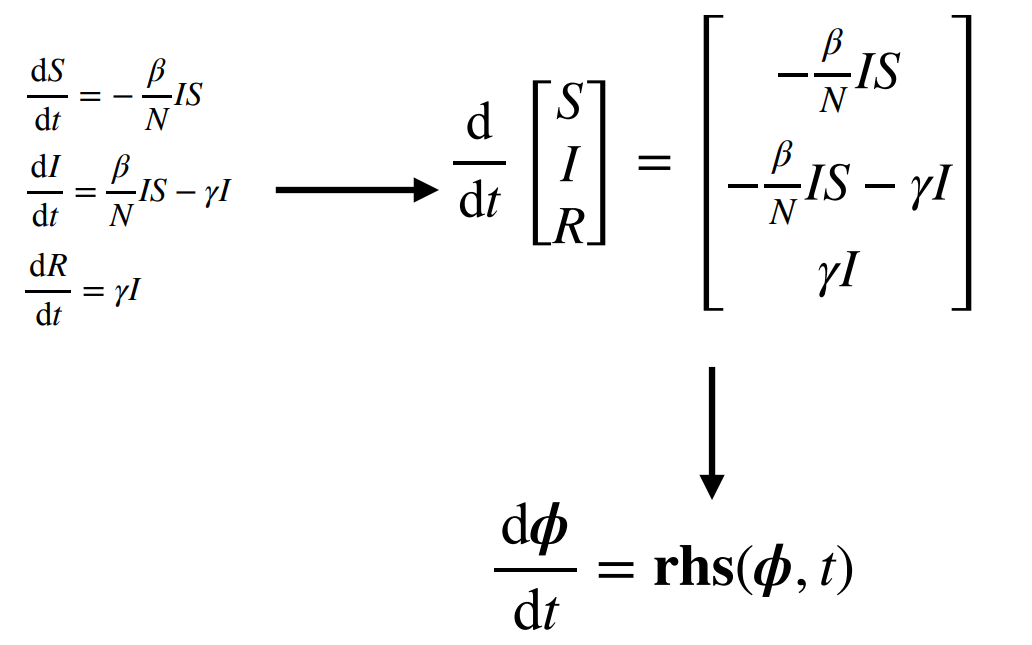 dS/dt = − β/N IS
dI/dt = β/N IS − γI
dR/dt = γI
d/dt [S I R] = [−β/N IS −β/N IS − γI γI]
dϕ/dt = rhs(ϕ, t)